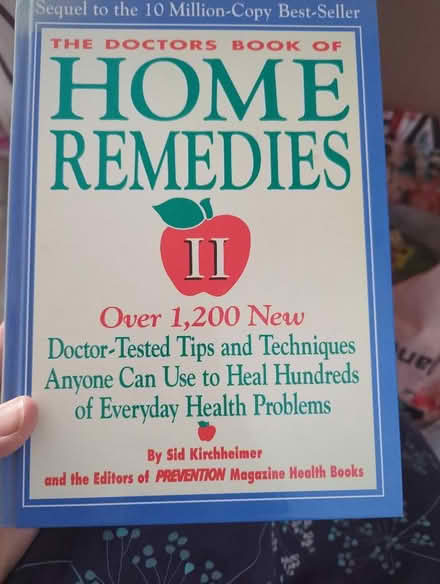 Sequel to the 10 Million-Copy Best-Seller
THE DOCTORS BOOK OF
HOME
REMEDIES
II
Over 1,200 New
Doctor-Tested Tips and Techniques
Anyone Can Use to Heal Hundreds
of Everyday Health Problems
By Sid Kirchheimer
and the Editors of PREVENTION Magazine Health Books